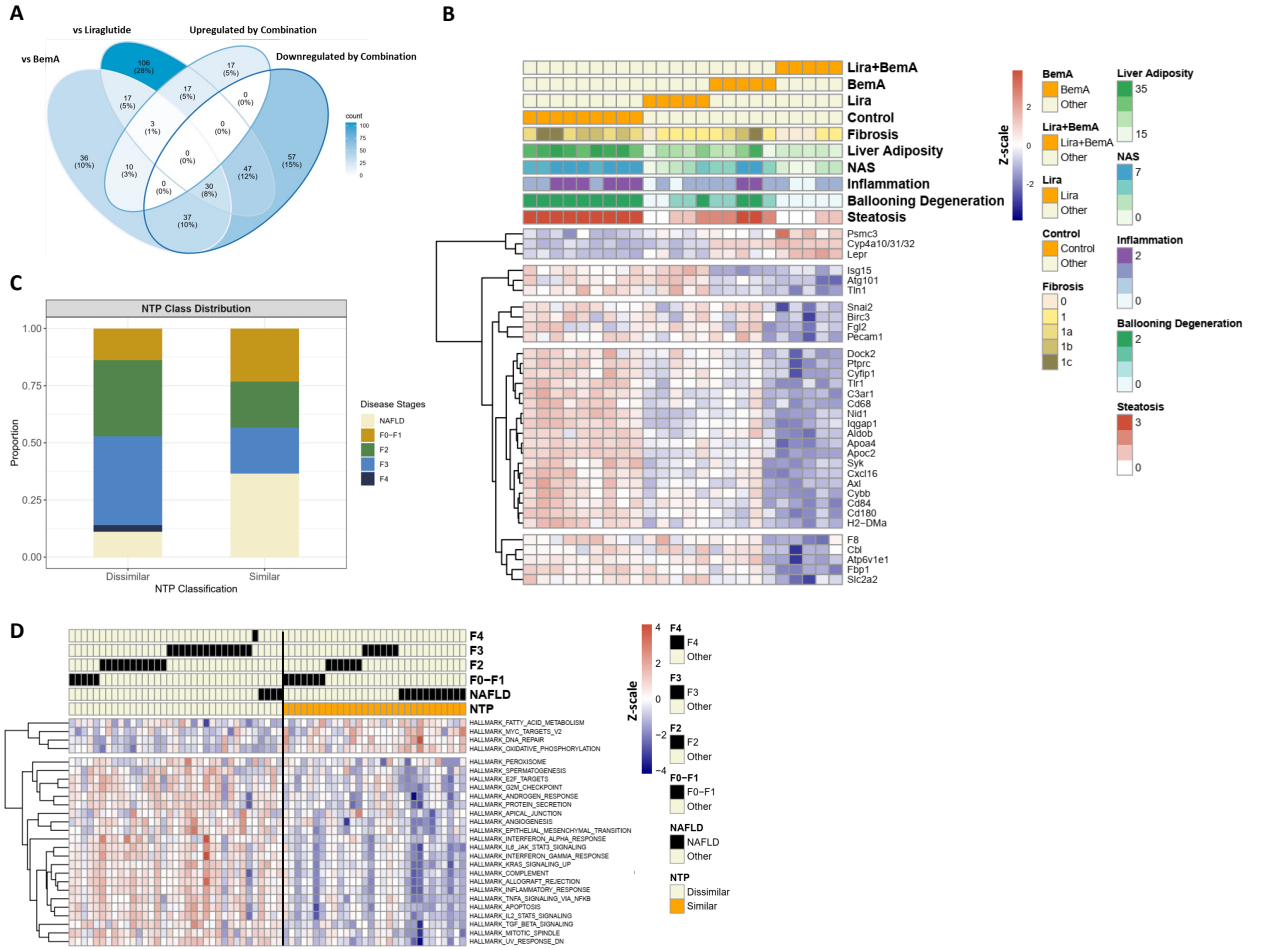 A
vs Liraglutide
Upregulated by Combination
vs BemA
Downregulated by Combination
106
(28%)
17
(5%)
17
(5%)
17
(5%)
0
(0%)
3
(1%)
0
(0%)
36
(10%)
0
(0%)
57
(15%)
10
(3%)
47
(12%)
0
(0%)
30
(8%)
37
(10%)
count
100
75
50
25
0
B
Lira+BemA
BemA
Lira
Control
Fibrosis
Liver Adiposity
NAS
Inflammation
Ballooning Degeneration
Steatosis
Psmc3
Cyp4a10/31/32
Lepr
Isg15
Atg101
Tln1
Snai2
Birc3
Fgl2
Pecam1
Dock2
Ptprc
Cyfip1
Tlr1
C3ar1
Cd68
Nid1
Iqgap1
Aldob
Apoa4
Apoc2
Syk
Cxcl16
Axl
Cybb
Cd84
Cd180
H2−DMa
F8
Cbl
Atp6v1e1
Fbp1
Slc2a2
Z-scale
2
0
-2
BemA
BemA
Other
Lira+BemA
Lira+BemA
Other
Lira
Lira
Other
Control
Control
Other
Fibrosis
0
1
1a
1b
1c
Liver Adiposity
35
15
NAS
7
0
Inflammation
2
0
Ballooning Degeneration
2
0
Steatosis
3
0
C
NTP Class Distribution
1.00
0.75
0.50
0.25
0.00
Proportion
Dissimilar
Similar
NTP Classification
Disease Stages
NAFLD
F0−F1
F2
F3
F4
D
F4
F3
F2
F0−F1
NAFLD
NTP
HALLMARK_FATTY_ACID_METABOLISM
HALLMARK_MYC_TARGETS_V2
HALLMARK_DNA_REPAIR
HALLMARK_OXIDATIVE_PHOSPHORYLATION
HALLMARK_PEROXISOME
HALLMARK_SPERMATOGENESIS
HALLMARK_E2F_TARGETS
HALLMARK_G2M_CHECKPOINT
HALLMARK_ANDROGEN_RESPONSE
HALLMARK_PROTEIN_SECRETION
HALLMARK_APICAL_JUNCTION
HALLMARK_ANGIOGENESIS
HALLMARK_EPITHELIAL_MESENCHYMAL_TRANSITION
HALLMARK_INTERFERON_ALPHA_RESPONSE
HALLMARK_IL6_JAK_STAT3_SIGNALING
HALLMARK_INTERFERON_GAMMA_RESPONSE
HALLMARK_KRAS_SIGNALING_UP
HALLMARK_COMPLEMENT
HALLMARK_ALLOGRAFT_REJECTION
HALLMARK_INFLAMMATORY_RESPONSE
HALLMARK_TNFA_SIGNALING_VIA_NFKB
HALLMARK_APOPTOSIS
HALLMARK_IL2_STAT5_SIGNALING
HALLMARK_TGF_BETA_SIGNALING
HALLMARK_MITOTIC_SPINDLE
HALLMARK_UV_RESPONSE_DN
Z-scale
4
2
0
−2
−4
F4
F4
Other
F3
F3
Other
F2
F2
Other
F0−F1
F0−F1
Other
NAFLD
NAFLD
Other
NTP
Dissimilar
Similar